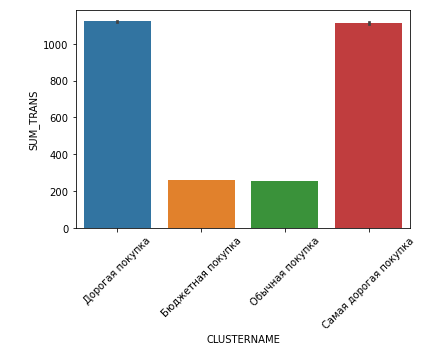 1000
800
600
400
200
0
SUM_TRANS
Дорогая покупка
Бюджетная покупка
Обычная покупка
Самая дорогая покупка
CLUSTERNAME